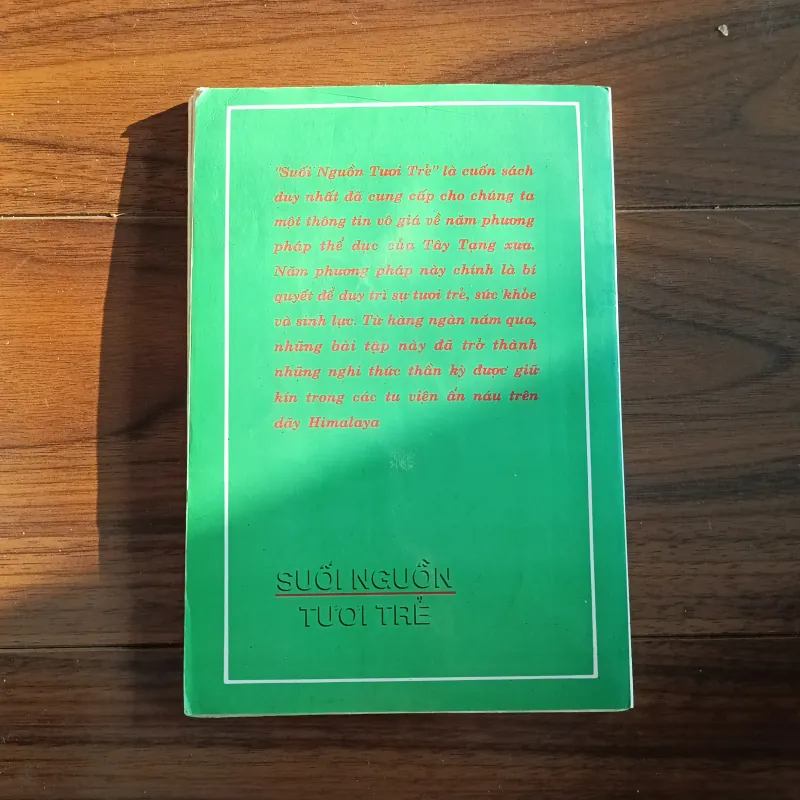 "Suối Nguồn Tươi Trẻ" là cuốn sách
duy nhất đã cung cấp cho chúng ta
một thông tin vô giá về năm phương
pháp thể dục của Tây Tạng xưa.
Năm phương pháp này chính là bí
quyết để duy trì sự tươi trẻ, sức khỏe
và sinh lực. Từ hàng ngàn năm qua,
những bài tập này đã trở thành
những nghi thức thần kỳ được giữ
kín trong các tu viện ẩn náu trên
dãy Himalaya
SUỐI NGUỒN
TƯƠI TRẺ